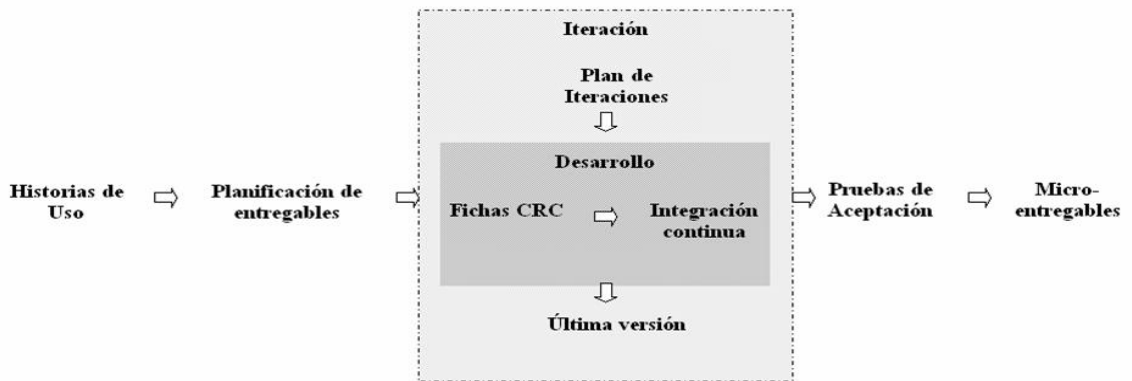 Historias de
Uso
Planificación de
entregables
Iteración
Plan de
Iteraciones
Desarrollo
Fichas CRC
Integración
continua
Última versión
Pruebas de
Aceptación
Micro-
entregables